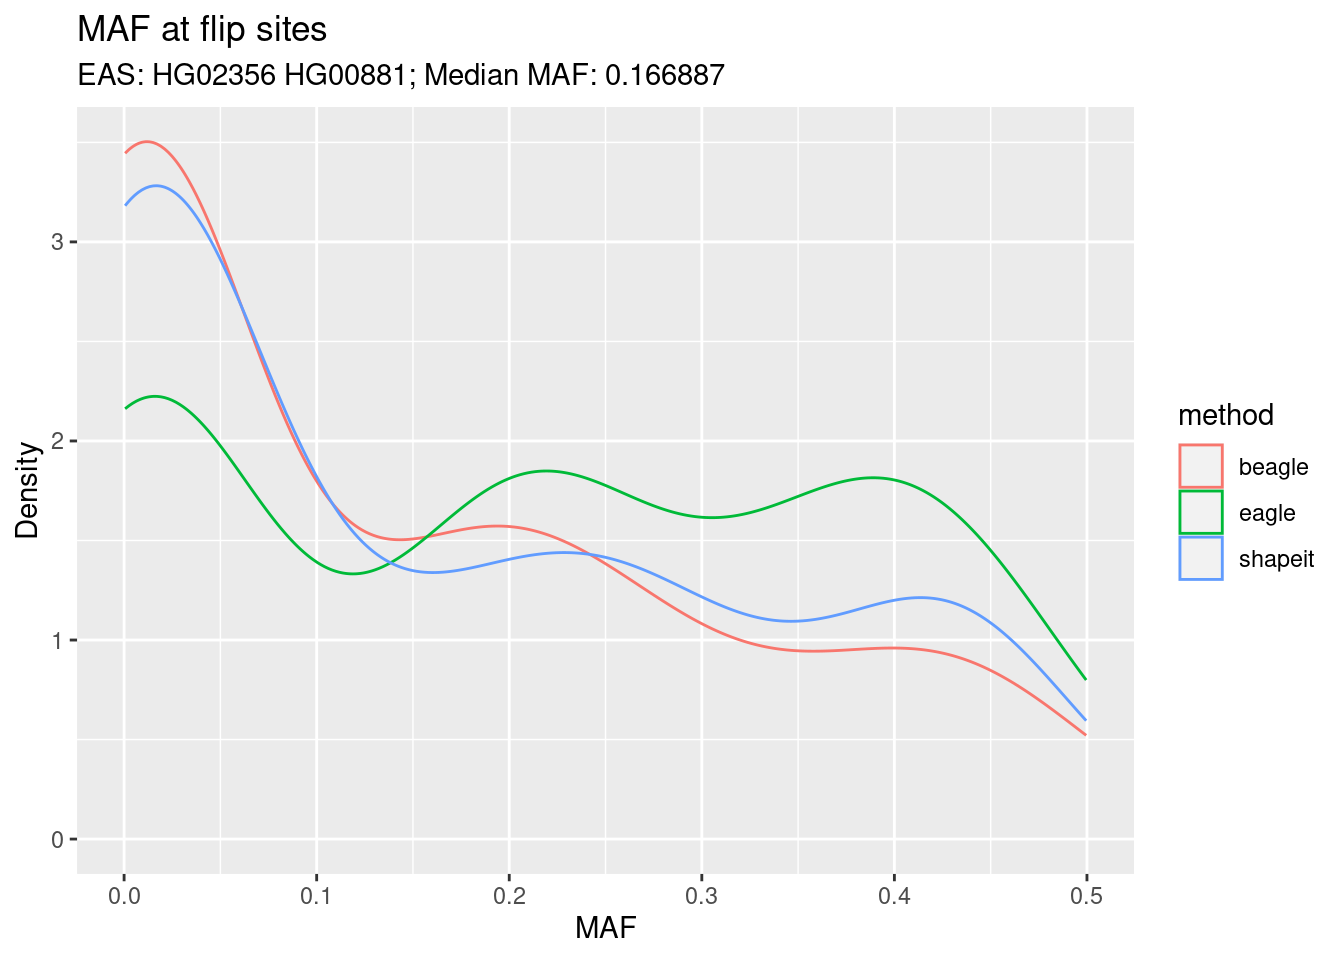 MAF at flip sites
EAS: HG02356 HG00881; Median MAF: 0.166887
Density
3
2
1
0
0.0 0.1 0.2 0.3 0.4 0.5
MAF
method
beagle
eagle
shapeit